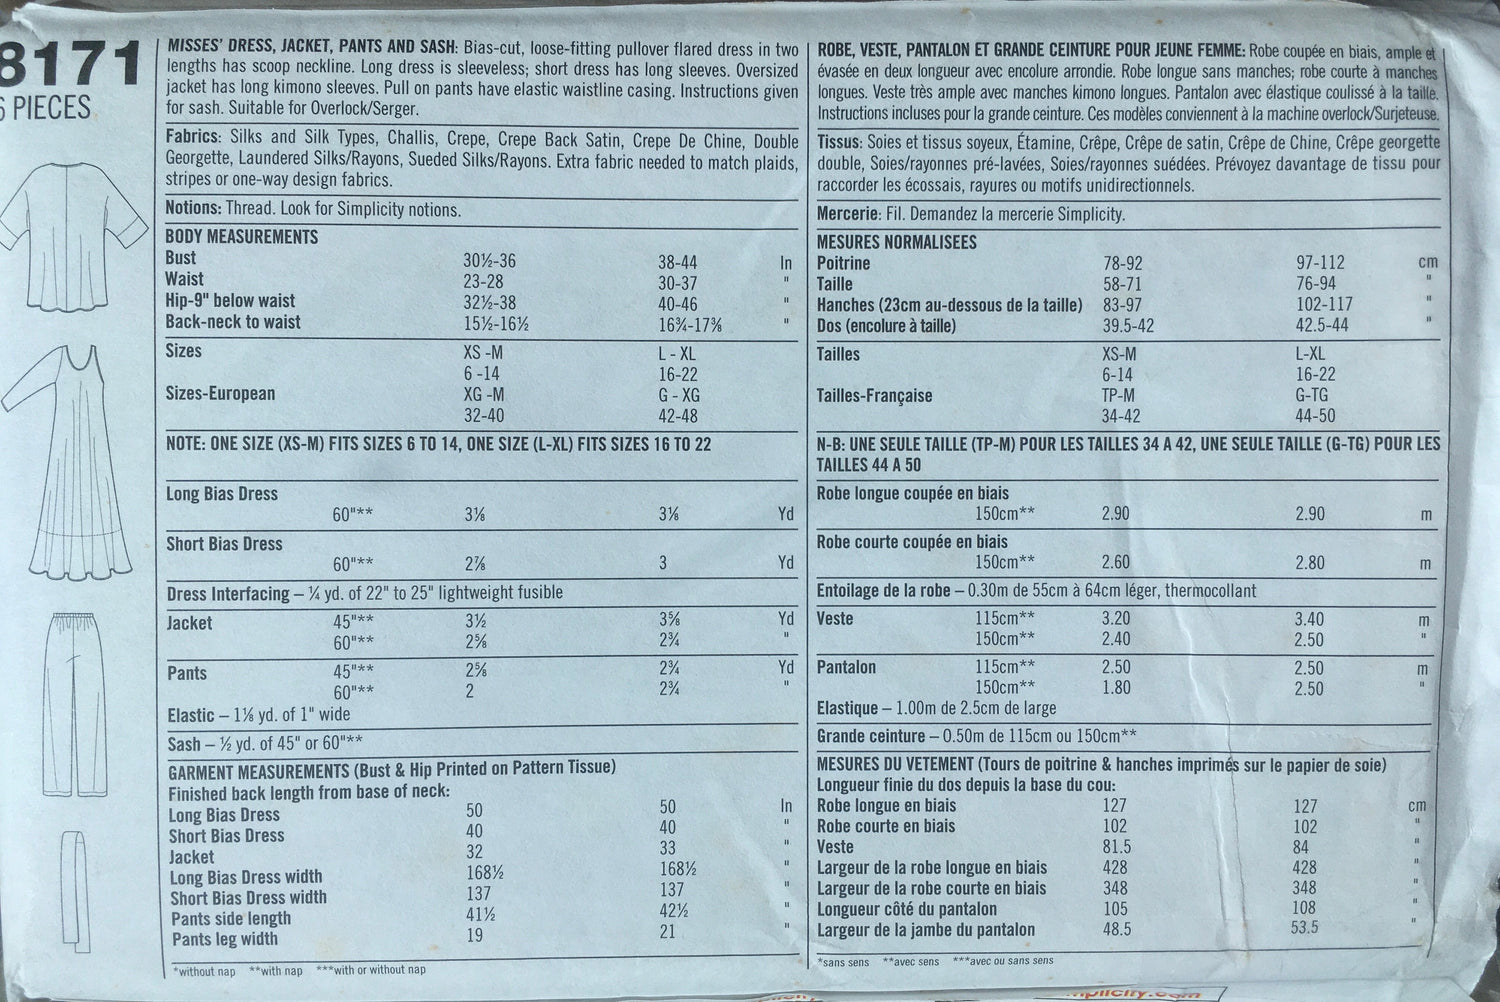 8171
6 PIECES
MISSES' DRESS, JACKET, PANTS AND SASH: Bias-cut, loose-fitting pullover flared dress in two
lengths has scoop neckline. Long dress is sleeveless; short dress has long sleeves. Oversized
jacket has long kimono sleeves. Pull on pants have elastic waistline casing. Instructions given
for sash. Suitable for Overlock/Serger.
Fabrics: Silks and Silk Types, Challis, Crepe, Crepe Back Satin, Crepe De Chine, Double
Georgette, Laundered Silks/Rayons, Sueded Silks/Rayons. Extra fabric needed to match plaids,
stripes or one-way design fabrics.
Notions: Thread. Look for Simplicity notions.
BODY MEASUREMENTS
Bust 30½-36 38-44 In
Waist 23-28 30-37 "
Hip-9" below waist 32½-38 40-46 "
Back-neck to waist 15½-16½ 16¾-17⅜ "
Sizes XS -M L - XL
6 -14 16-22
Sizes-European XG -M G - XG
32-40 42-48
NOTE: ONE SIZE (XS-M) FITS SIZES 6 TO 14, ONE SIZE (L-XL) FITS SIZES 16 TO 22
Long Bias Dress
60"** 3⅛ 3⅛ Yd
Short Bias Dress
60"** 2⅞ 3 Yd
Dress Interfacing – ¼ yd. of 22" to 25" lightweight fusible
Jacket 45"** 3½ 3⅝ Yd
60"** 2⅝ 2¾ "
Pants 45"** 2⅝ 2¾ Yd
60"** 2 2¾ "
Elastic – 1⅛ yd. of 1" wide
Sash – ½ yd. of 45" or 60"**
GARMENT MEASUREMENTS (Bust & Hip Printed on Pattern Tissue)
Finished back length from base of neck:
Long Bias Dress 50 50 In
Short Bias Dress 40 40 "
Jacket 32 33 "
Long Bias Dress width 168½ 168½ "
Short Bias Dress width 137 137 "
Pants side length 41½ 42½ "
Pants leg width 19 21 "
*without nap **with nap ***with or without nap
ROBE, VESTE, PANTALON ET GRANDE CEINTURE POUR JEUNE FEMME: Robe coupée en biais, ample et
évasée en deux longueur avec encolure arrondie. Robe longue sans manches; robe courte à manches
longues. Veste très ample avec manches kimono longues. Pantalon avec élastique coulissé à la taille.
Instructions incluses pour la grande ceinture. Ces modèles conviennent à la machine overlock/Surjeteuse.
Tissus: Soies et tissus soyeux, Étamine, Crêpe, Crêpe de satin, Crêpe de Chine, Crêpe georgette
double, Soies/rayonnes pré-lavées, Soies/rayonnes suédées. Prévoyez davantage de tissu pour
raccorder les écossais, rayures ou motifs unidirectionnels.
Mercerie: Fil. Demandez la mercerie Simplicity.
MESURES NORMALISEES
Poitrine 78-92 97-112 cm
Taille 58-71 76-94 "
Hanches (23cm au-dessous de la taille) 83-97 102-117 "
Dos (encolure à taille) 39.5-42 42.5-44 "
Tailles XS-M L-XL
6-14 16-22
Tailles-Française TP-M G-TG
34-42 44-50
N-B: UNE SEULE TAILLE (TP-M) POUR LES TAILLES 34 A 42, UNE SEULE TAILLE (G-TG) POUR LES
TAILLES 44 A 50
Robe longue coupée en biais
150cm** 2.90 2.90 m
Robe courte coupée en biais
150cm** 2.60 2.80 m
Entoilage de la robe – 0.30m de 55cm à 64cm léger, thermocollant
Veste 115cm** 3.20 3.40 m
150cm** 2.40 2.50 "
Pantalon 115cm** 2.50 2.50 m
150cm** 1.80 2.50 "
Elastique – 1.00m de 2.5cm de large
Grande ceinture – 0.50m de 115cm ou 150cm**
MESURES DU VETEMENT (Tours de poitrine & hanches imprimés sur le papier de soie)
Longueur finie du dos depuis la base du cou:
Robe longue en biais 127 127 cm
Robe courte en biais 102 102 "
Veste 81.5 84 "
Largeur de la robe longue en biais 428 428 "
Largeur de la robe courte en biais 348 348 "
Longueur côté du pantalon 105 108 "
Largeur de la jambe du pantalon 48.5 53.5 "
*sans sens **avec sens ***avec ou sans sens